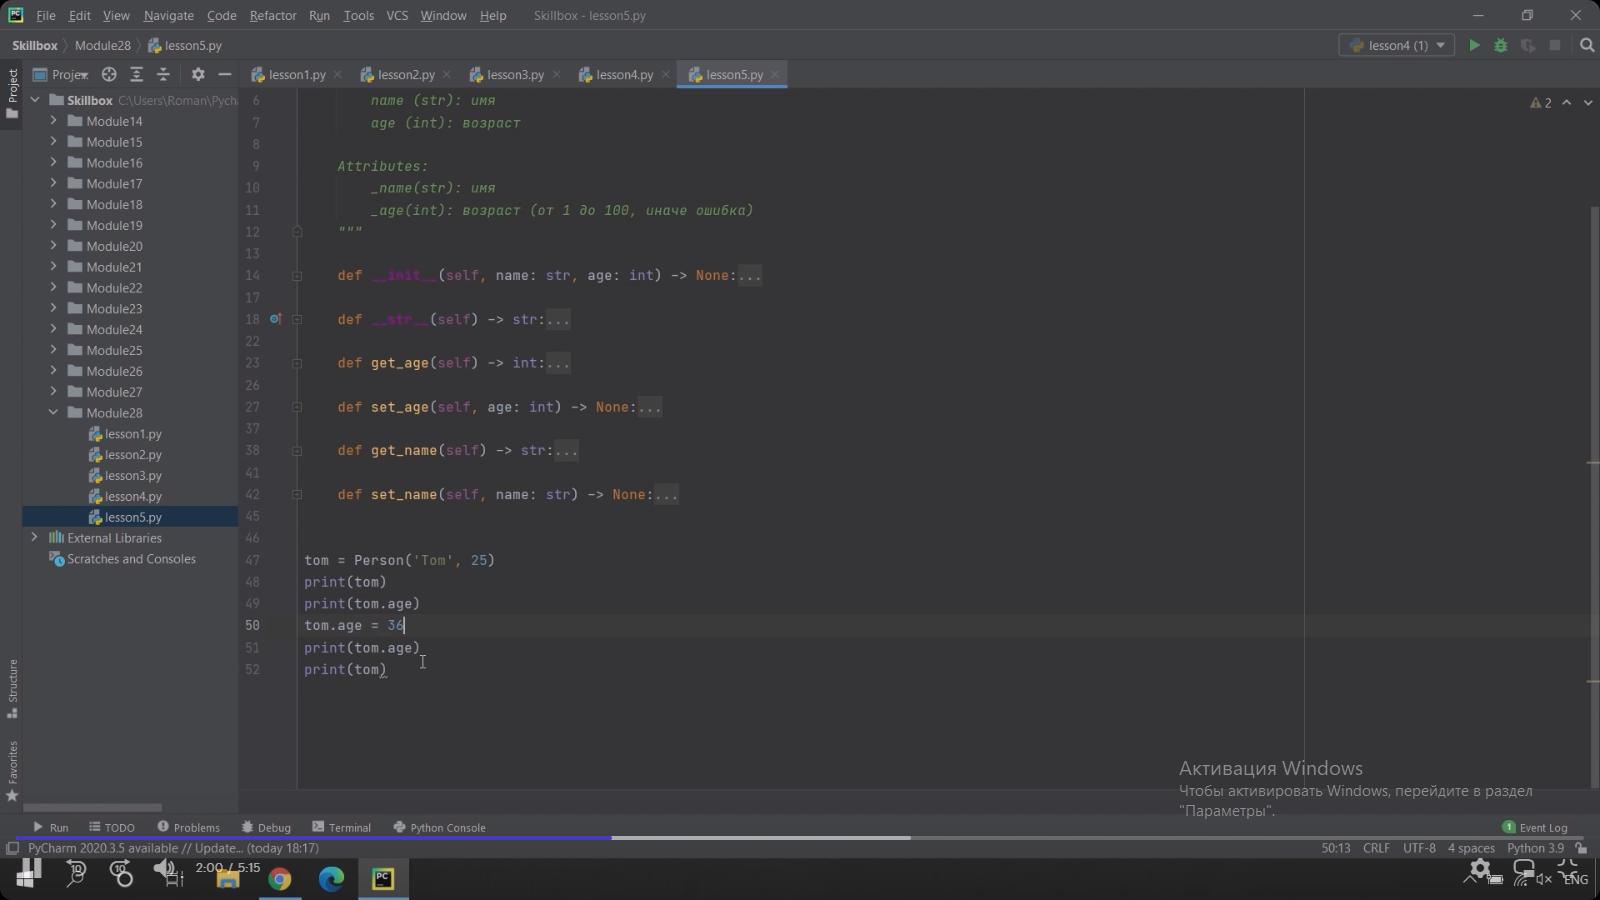 File Edit View Navigate Code Refactor Run Tools VCS Window Help Skillbox - lesson5.py
Skillbox Module28 lesson5.py lesson4 (1)
Project lesson1.py lesson2.py lesson3.py lesson4.py lesson5.py
Skillbox C:\Users\Roman\Pycha
Module14
Module15
Module16
Module17
Module18
Module19
Module20
Module21
Module22
Module23
Module24
Module25
Module26
Module27
Module28
lesson1.py
lesson2.py
lesson3.py
lesson4.py
lesson5.py
External Libraries
Scratches and Consoles
Project
Structure
Favorites
2
6 name (str): имя
7 age (int): возраст
8
9 Attributes:
10 _name(str): имя
11 _age(int): возраст (от 1 до 100, иначе ошибка)
12 """
13
14 def __init__(self, name: str, age: int) -> None:...
17
18 def __str__(self) -> str:...
22
23 def get_age(self) -> int:...
26
27 def set_age(self, age: int) -> None:...
37
38 def get_name(self) -> str:...
41
42 def set_name(self, name: str) -> None:...
45
46
47 tom = Person('Tom', 25)
48 print(tom)
49 print(tom.age)
50 tom.age = 36
51 print(tom.age)
52 print(tom)
Активация Windows
Чтобы активировать Windows, перейдите в раздел
"Параметры".
Run TODO Problems Debug Terminal Python Console 1 Event Log
PyCharm 2020.3.5 available // Update... (today 18:17) 50:13 CRLF UTF-8 4 spaces Python 3.9
10 10 2:00 / 5:15 PC ENG